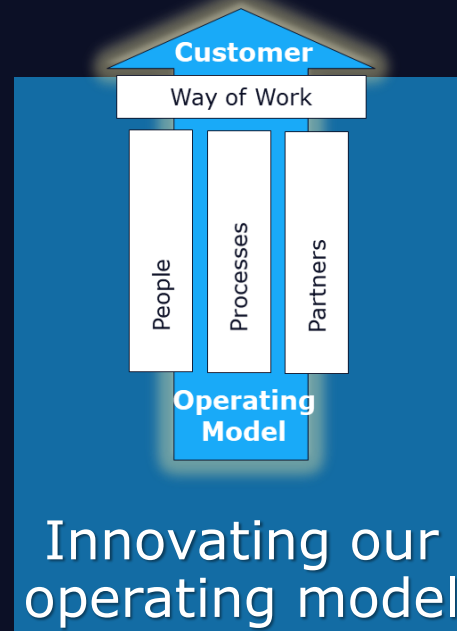 Customer
Way of Work
People
Processes
Partners
Operating
Model
Innovating our
operating model